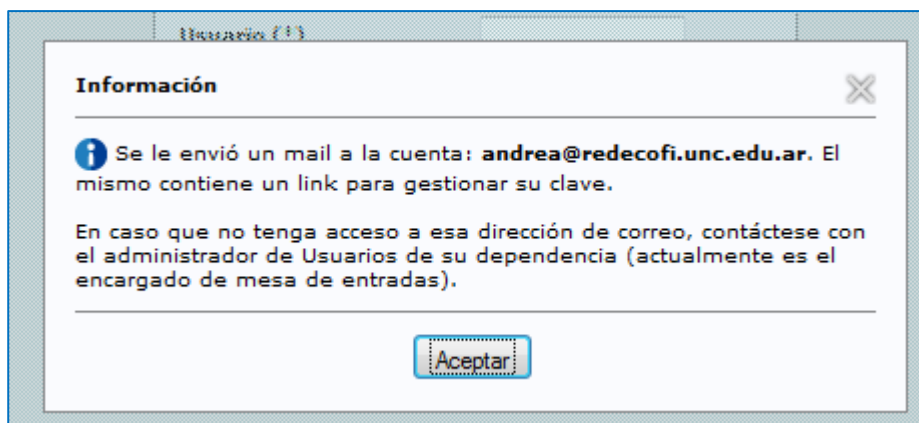 Usuario (*)
Información
Se le envió un mail a la cuenta: andrea@redecofi.unc.edu.ar. El
mismo contiene un link para gestionar su clave.
En caso que no tenga acceso a esa dirección de correo, contáctese con
el administrador de Usuarios de su dependencia (actualmente es el
encargado de mesa de entradas).
Aceptar